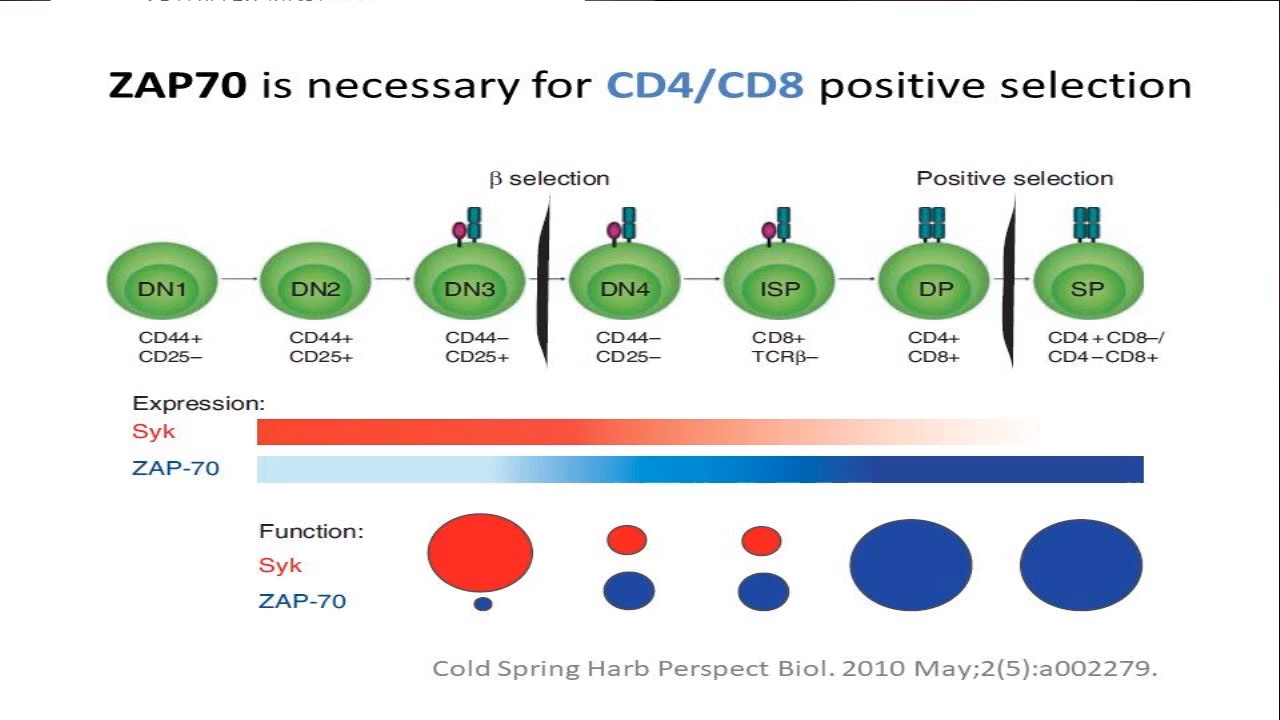 ZAP70 is necessary for CD4/CD8 positive selection
β selection
Positive selection
DN1
DN2
DN3
DN4
ISP
DP
SP
CD44+
CD25–
CD44+
CD25+
CD44–
CD25+
CD44–
CD25–
CD8+
TCRβ–
CD4+
CD8+
CD4+CD8–/
CD4–CD8+
Expression:
Syk
ZAP-70
Function:
Syk
ZAP-70
Cold Spring Harb Perspect Biol. 2010 May;2(5):a002279.